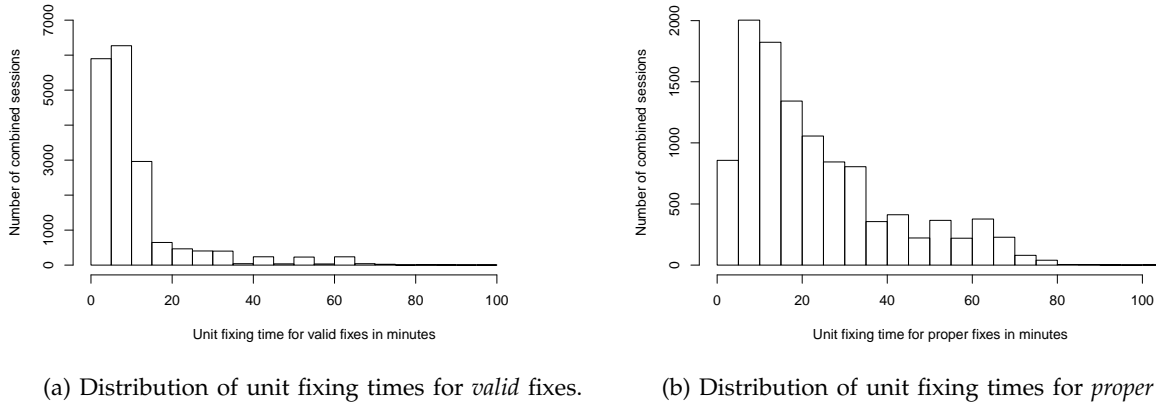 Number of combined sessions
7000
5000
3000
1000
0
0 20 40 60 80 100
Unit fixing time for valid fixes in minutes
(a) Distribution of unit fixing times for valid fixes.
Number of combined sessions
2000
1500
1000
500
0
0 20 40 60 80 100
Unit fixing time for proper fixes in minutes
(b) Distribution of unit fixing times for proper